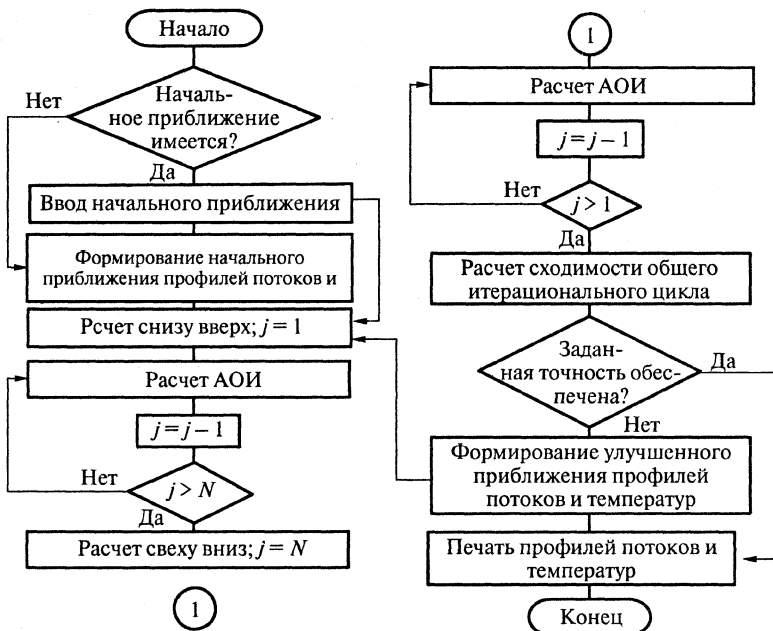 Начало
Началь-
ное приближение
имеется?
Нет
Да
Ввод начального приближения
Формирование начального
приближения профилей потоков и
Рсчет снизу вверх; j = 1
Расчет АОИ
j = j – 1
Нет
j > N
Да
Расчет свеху вниз; j = N
1
1
Расчет АОИ
j = j – 1
Нет
j > 1
Да
Расчет сходимости общего
итерационального цикла
Задан-
ная точность обес-
печена?
Да
Нет
Формирование улучшенного
приближения профилей
потоков и температур
Печать профилей потоков и
температур
Конец